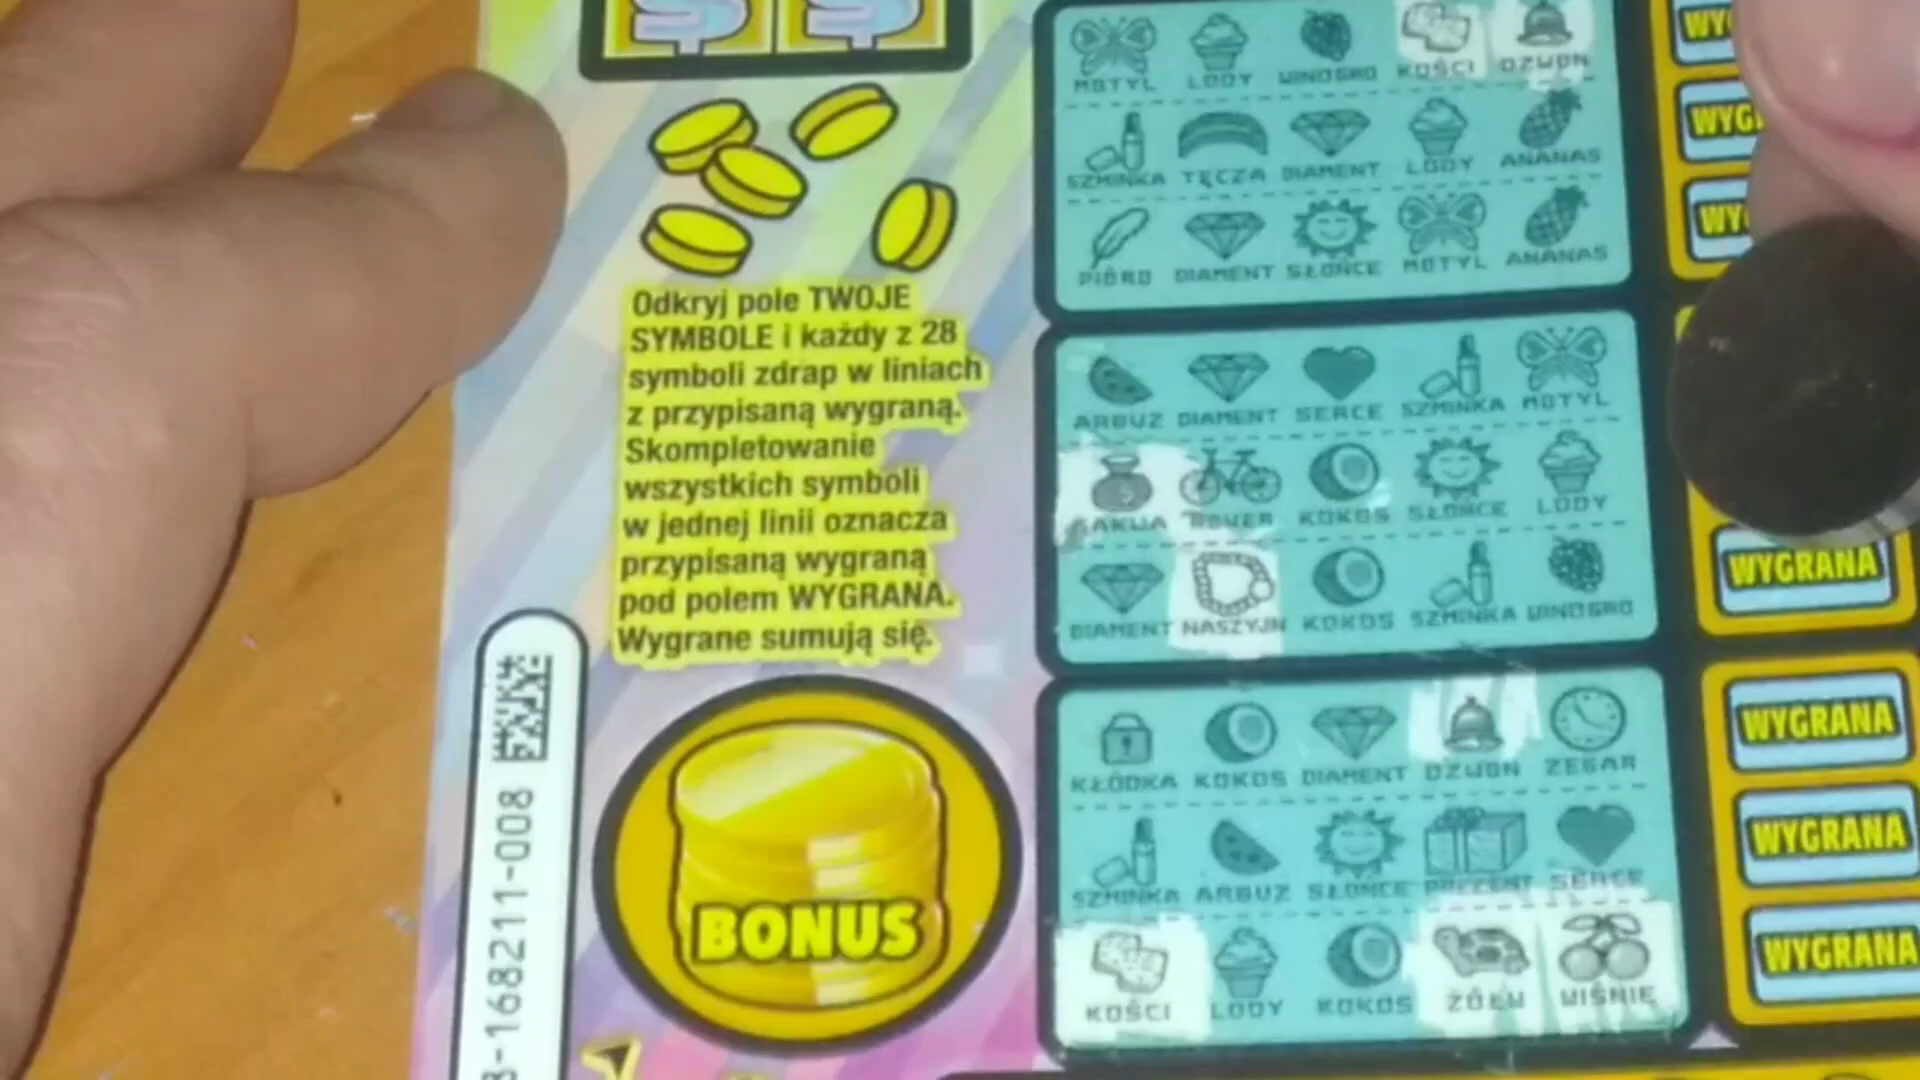 MOTYL LODY WINOGRO KOŚCI DZWON
SZMINKA TĘCZA DIAMENT LODY ANANAS
PIÓRO DIAMENT SŁOŃCE MOTYL ANANAS
Odkryj pole TWOJE
SYMBOLE i każdy z 28
symboli zdrap w liniach
z przypisaną wygraną.
Skompletowanie
wszystkich symboli
w jednej linii oznacza
przypisaną wygraną
pod polem WYGRANA.
Wygrane sumują się.
ARBUZ DIAMENT SERCE SZMINKA MOTYL
SAKWA ROWER KOKOS SŁOŃCE LODY
DIAMENT NASZYJN KOKOS SZMINKA WINOGRO
WYGRANA
KŁÓDKA KOKOS DIAMENT DZWON ZEGAR
SZMINKA ARBUZ SŁOŃCE PREZENT SERCE
KOŚCI LODY KOKOS ŻÓŁW WIŚNIE
WYGRANA
WYGRANA
WYGRANA
BONUS
-168211-008